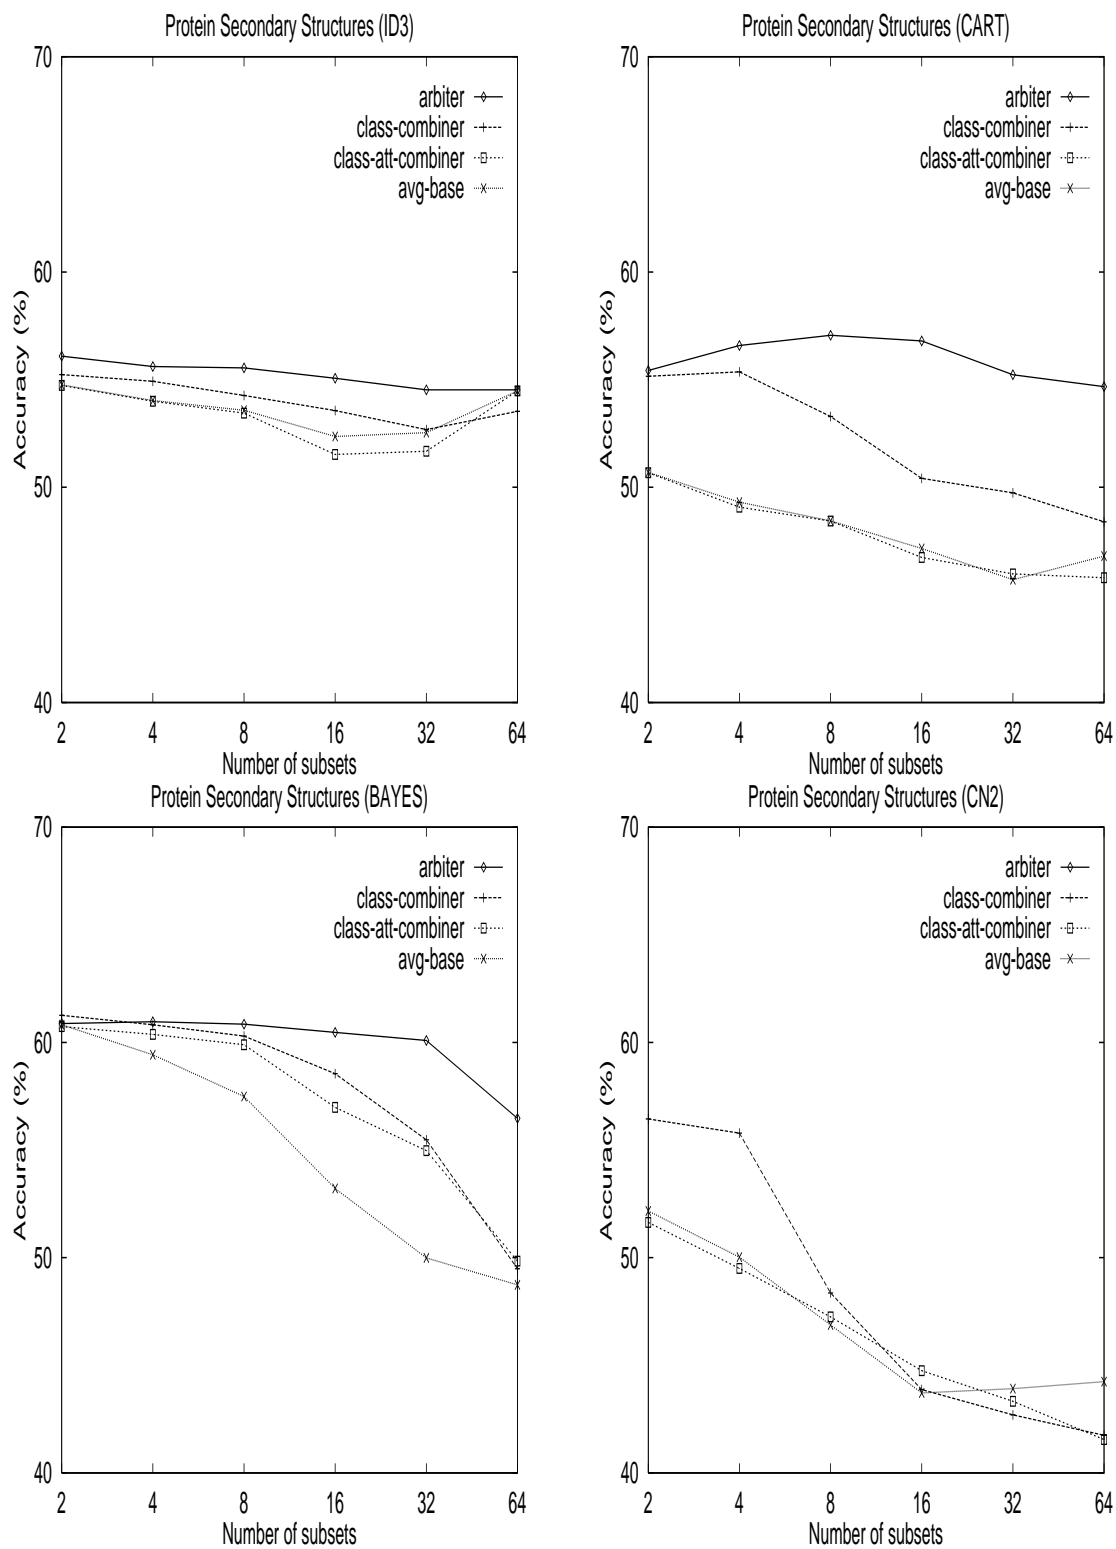 Protein Secondary Structures (ID3)
70
60
50
40
Accuracy (%)
arbiter
class-combiner
class-att-combiner
avg-base
2 4 8 16 32 64
Number of subsets
Protein Secondary Structures (CART)
70
60
50
40
Accuracy (%)
arbiter
class-combiner
class-att-combiner
avg-base
2 4 8 16 32 64
Number of subsets
Protein Secondary Structures (BAYES)
70
60
50
40
Accuracy (%)
arbiter
class-combiner
class-att-combiner
avg-base
2 4 8 16 32 64
Number of subsets
Protein Secondary Structures (CN2)
70
60
50
40
Accuracy (%)
arbiter
class-combiner
class-att-combiner
avg-base
2 4 8 16 32 64
Number of subsets